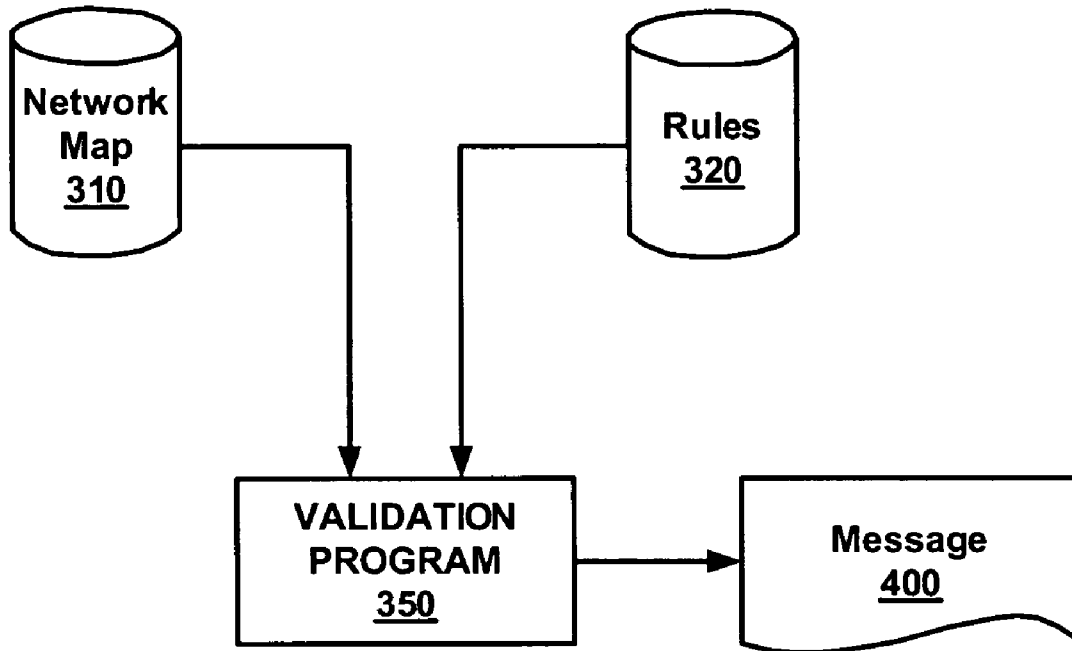 Network
Map
310
Rules
320
VALIDATION
PROGRAM
350
Message
400